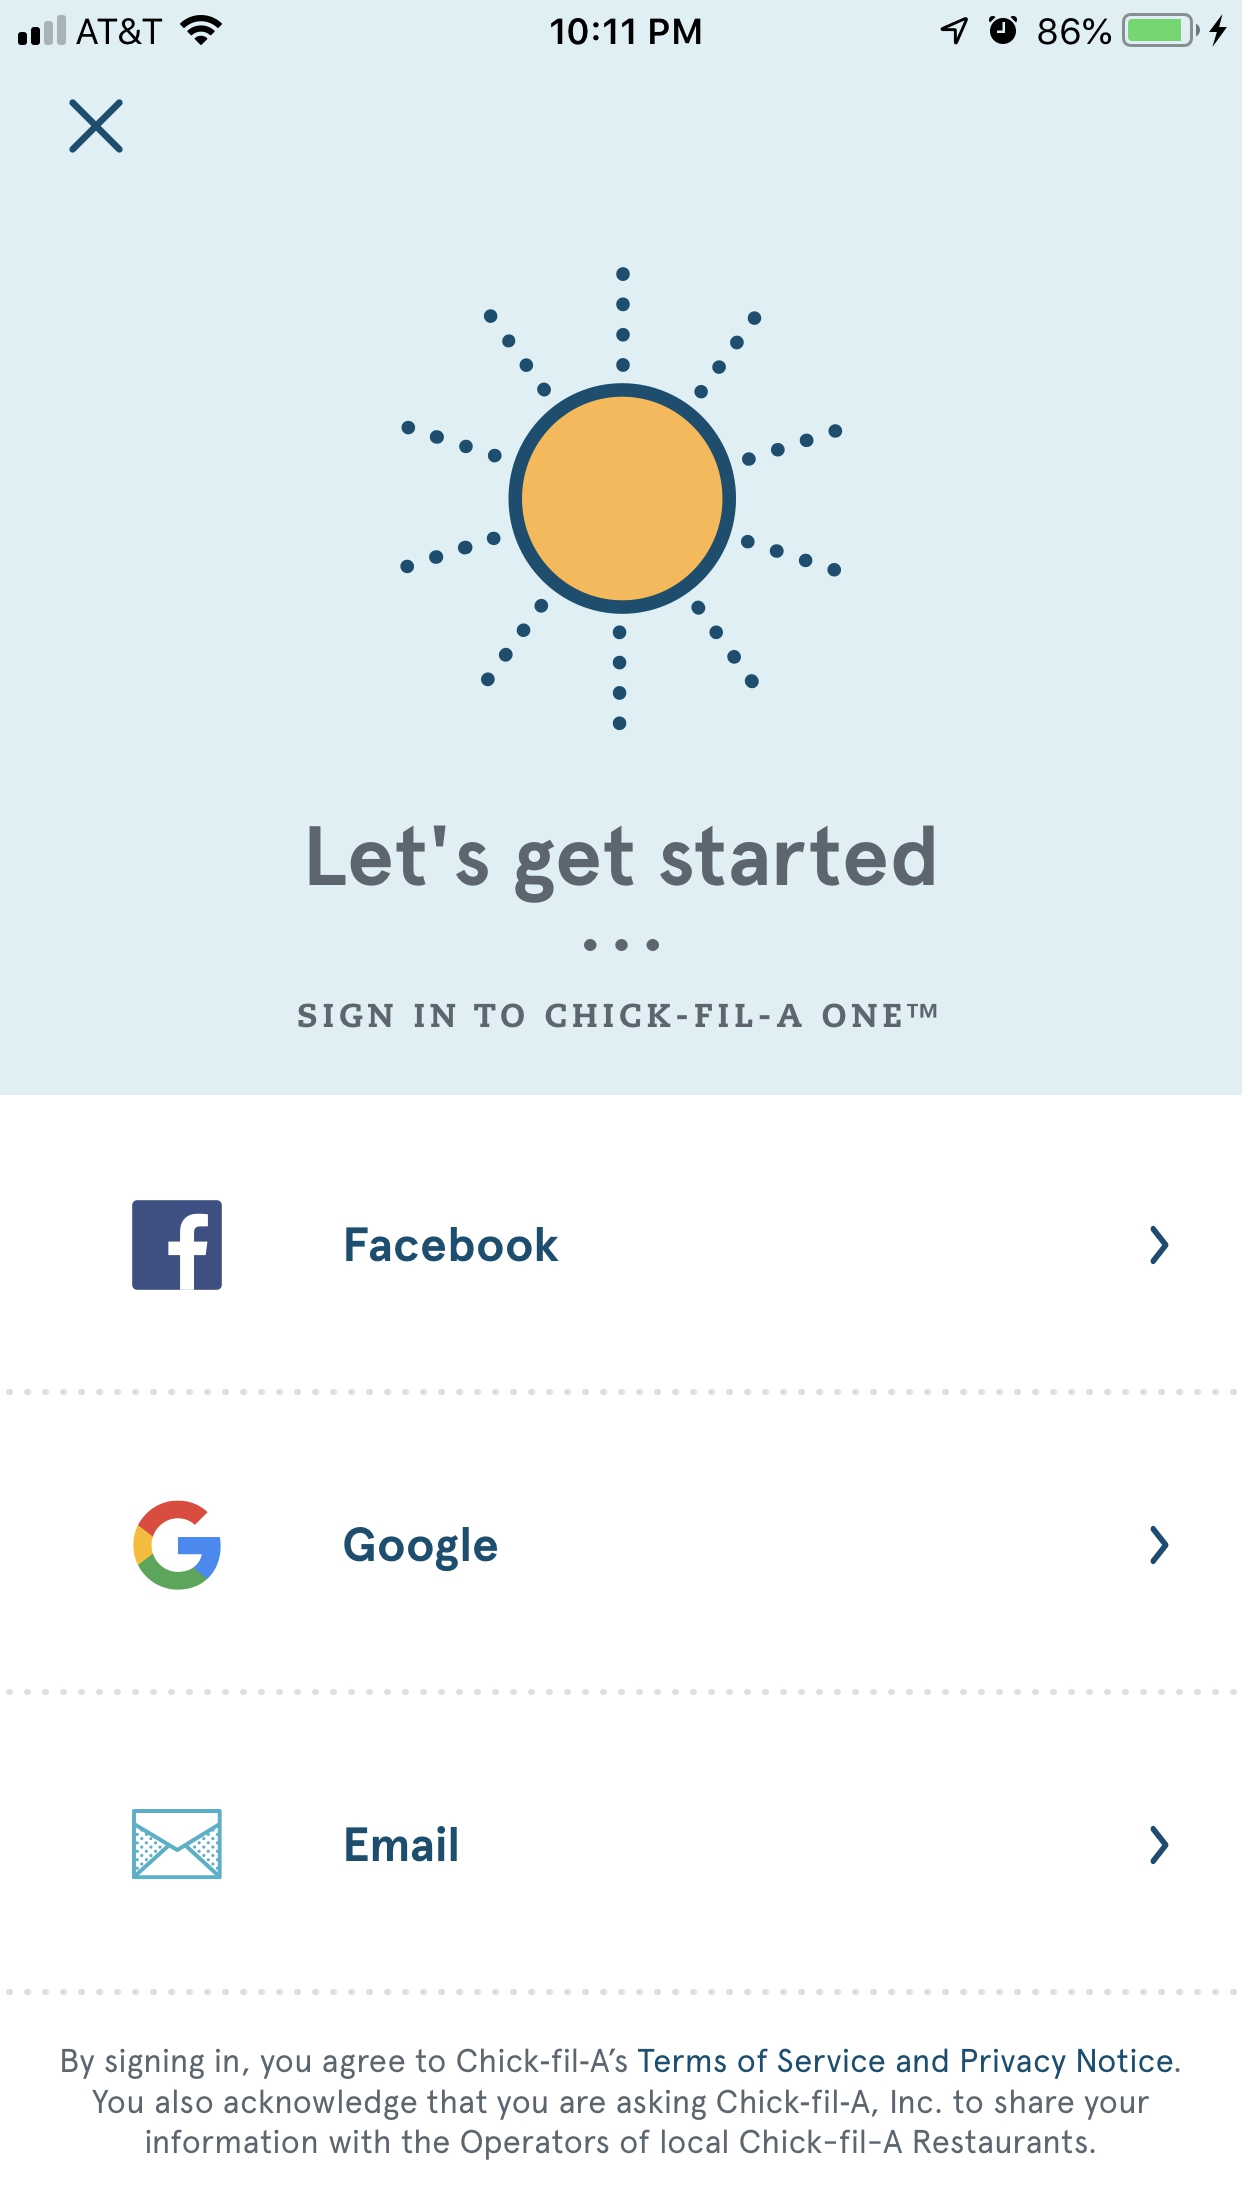 AT&T 10:11 PM 86%
Let's get started
SIGN IN TO CHICK-FIL-A ONE™
Facebook
Google
Email
By signing in, you agree to Chick-fil-A’s Terms of Service and Privacy Notice.
You also acknowledge that you are asking Chick-fil-A, Inc. to share your
information with the Operators of local Chick-fil-A Restaurants.